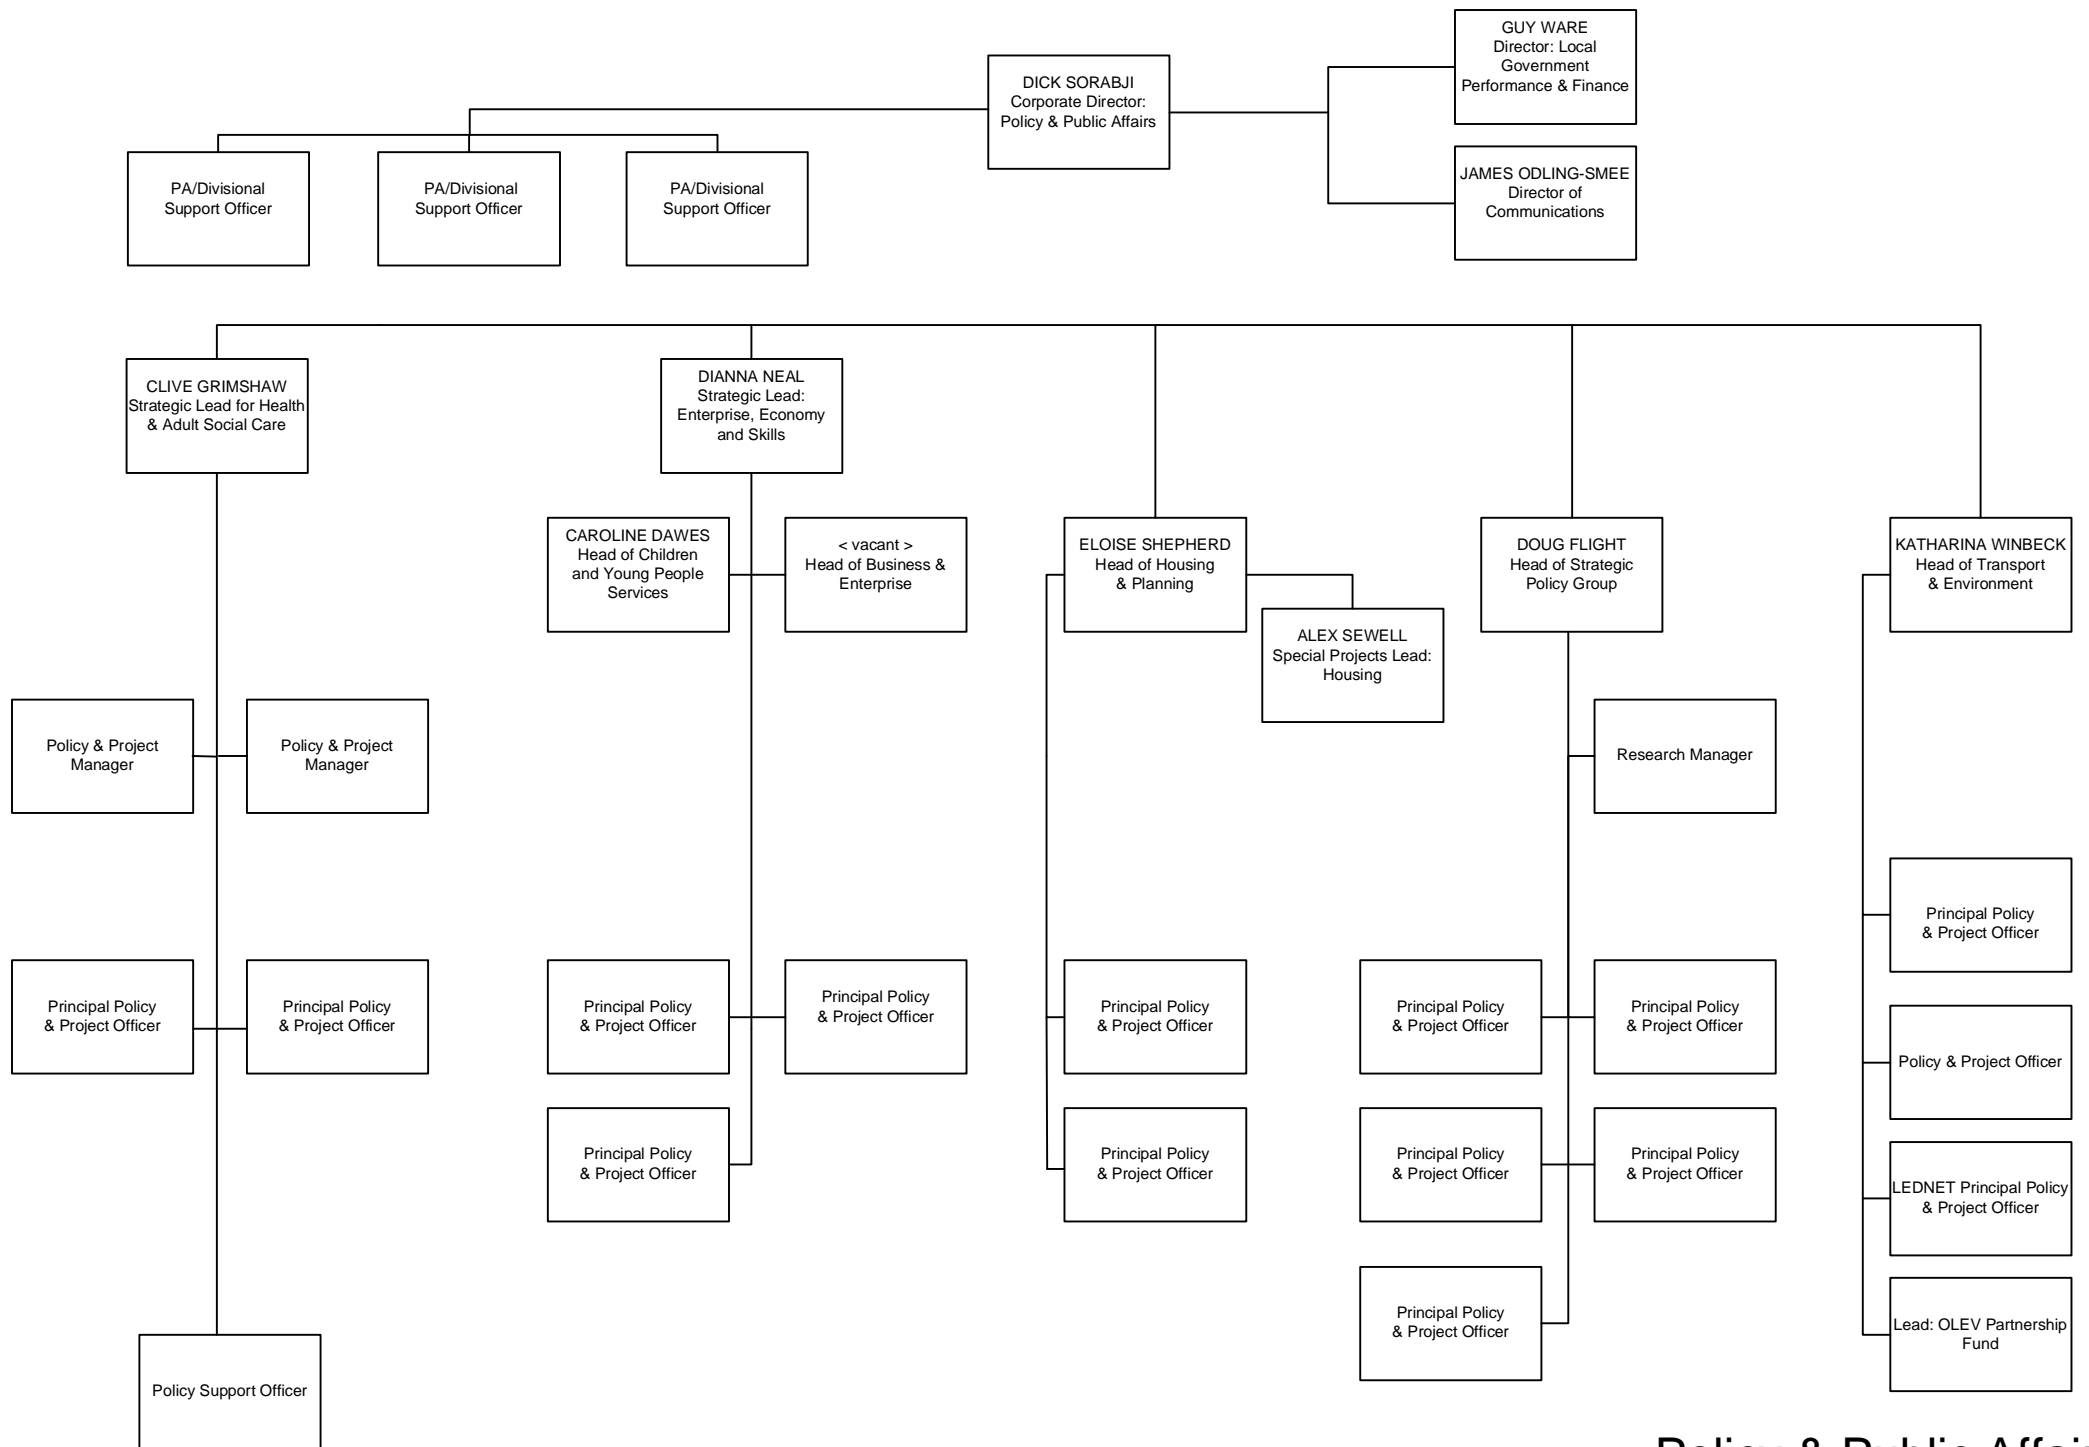 GUY WARE
Director: Local
Government
Performance & Finance
DICK SORABJI
Corporate Director:
Policy & Public Affairs
JAMES ODLING-SMEE
Director of
Communications
PA/Divisional
Support Officer
PA/Divisional
Support Officer
PA/Divisional
Support Officer
CLIVE GRIMSHAW
Strategic Lead for Health
& Adult Social Care
DIANNA NEAL
Strategic Lead:
Enterprise, Economy
and Skills
CAROLINE DAWES
Head of Children
and Young People
Services
< vacant >
Head of Business &
Enterprise
ELOISE SHEPHERD
Head of Housing
& Planning
ALEX SEWELL
Special Projects Lead:
Housing
DOUG FLIGHT
Head of Strategic
Policy Group
KATHARINA WINBECK
Head of Transport
& Environment
Policy & Project
Manager
Policy & Project
Manager
Research Manager
Principal Policy
& Project Officer
Principal Policy
& Project Officer
Principal Policy
& Project Officer
Principal Policy
& Project Officer
Principal Policy
& Project Officer
Principal Policy
& Project Officer
Principal Policy
& Project Officer
Principal Policy
& Project Officer
Policy & Project Officer
Principal Policy
& Project Officer
Principal Policy
& Project Officer
Principal Policy
& Project Officer
Principal Policy
& Project Officer
LEDNET Principal Policy
& Project Officer
Principal Policy
& Project Officer
Lead: OLEV Partnership
Fund
Policy Support Officer
Policy & Public Affair